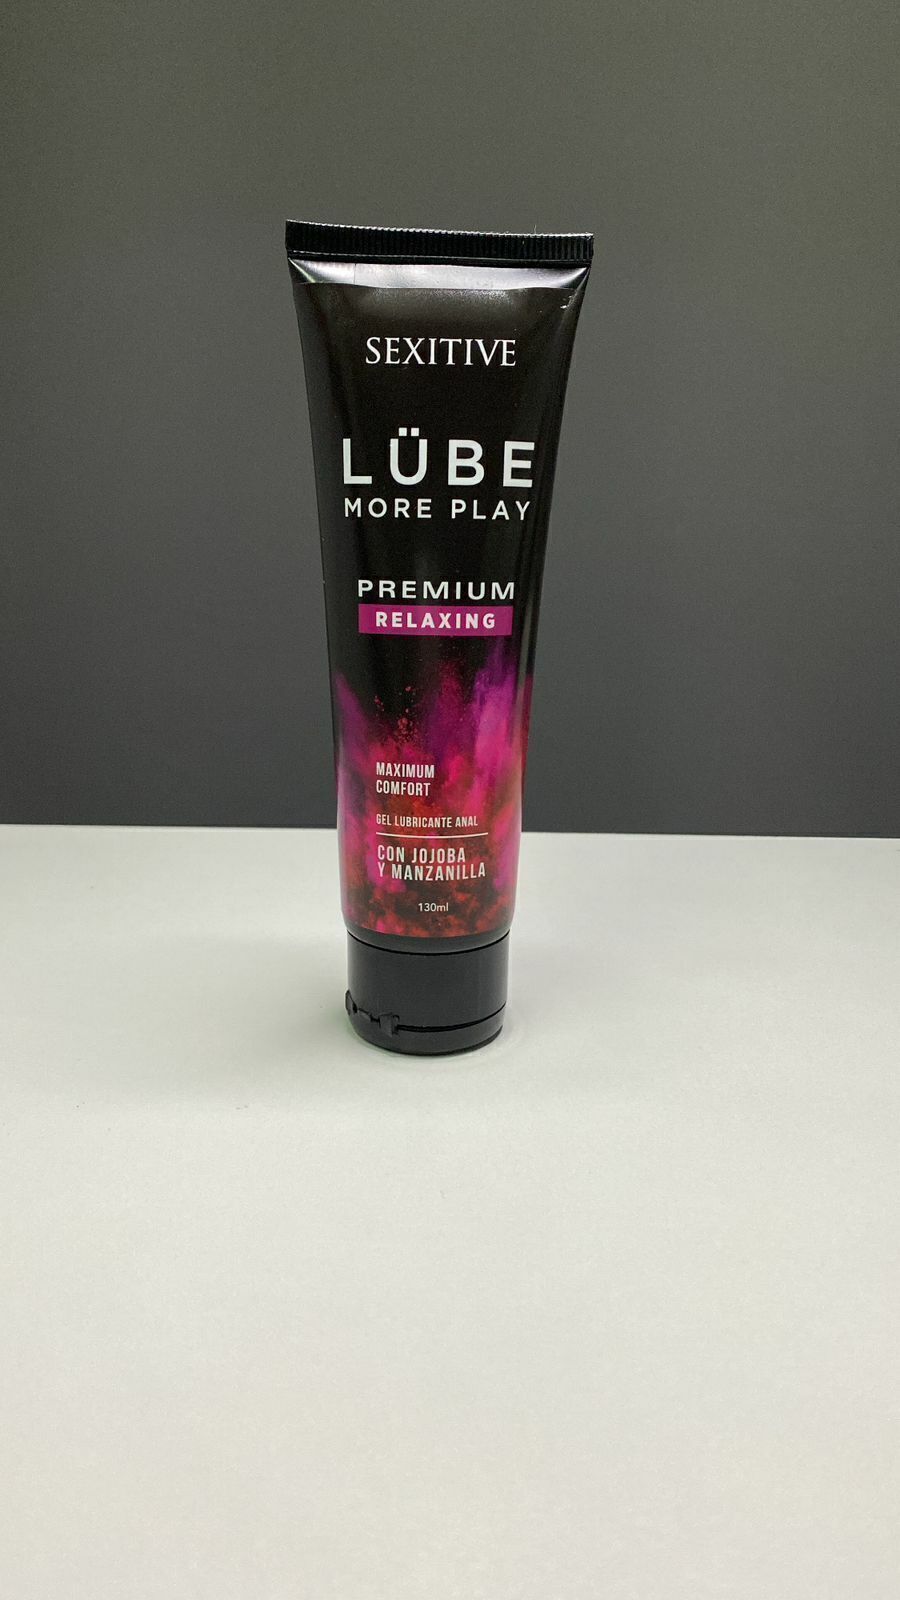 SEXITIVE
LÜBE
MORE PLAY
PREMIUM
RELAXING
MAXIMUM
COMFORT
GEL LUBRICANTE ANAL
CON JOJOBA
Y MANZANILLA
130ml